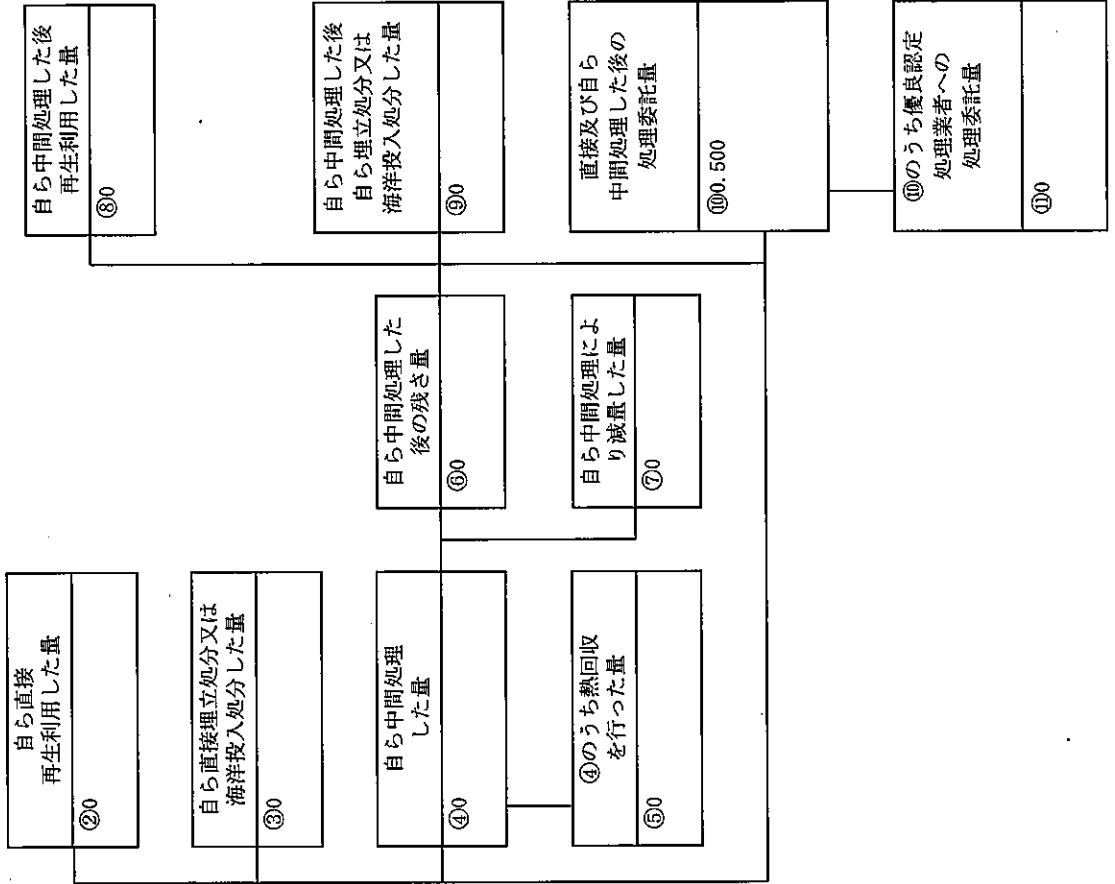 自ら直接
再生利用した量
②0
自ら直接埋立処分又は
海洋投入処分した量
③0
自ら中間処理
した量
④0
④のうち熱回収
を行った量
⑤0
自ら中間処理した
後の残さ量
⑥0
自ら中間処理によ
り減量した量
⑦0
自ら中間処理した後
再生利用した量
⑧0
自ら中間処理した後
自ら埋立処分又は
海洋投入処分した量
⑨0
直接及び自ら
中間処理した後の
処理委託量
⑩0.500
⑩のうち優良認定
処理業者への
処理委託量
⑪0